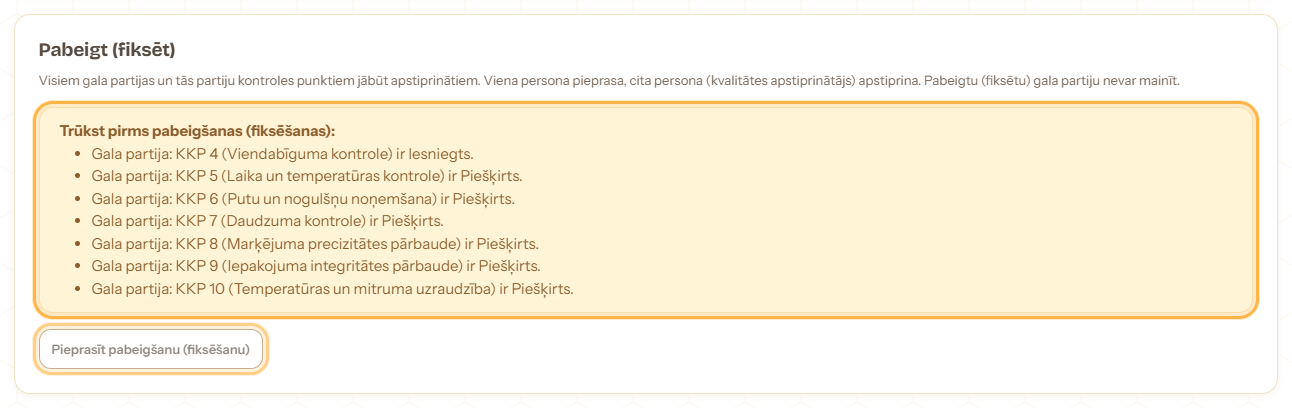 Pabeigt (fiksēt)
Visiem gala partijas un tās partiju kontroles punktiem jābūt apstiprinātiem. Viena persona pieprasa, cita persona (kvalitātes apstiprinātājs) apstiprina. Pabeigtu (fiksētu) gala partiju nevar mainīt.
Trūkst pirms pabeigšanas (fiksēšanas):
• Gala partija: KKP 4 (Viendabīguma kontrole) ir Iesniegts.
• Gala partija: KKP 5 (Laika un temperatūras kontrole) ir Piešķirts.
• Gala partija: KKP 6 (Putu un nogulšņu noņemšana) ir Piešķirts.
• Gala partija: KKP 7 (Daudzuma kontrole) ir Piešķirts.
• Gala partija: KKP 8 (Marķējuma precizitātes pārbaude) ir Piešķirts.
• Gala partija: KKP 9 (Iepakojuma integritātes pārbaude) ir Piešķirts.
• Gala partija: KKP 10 (Temperatūras un mitruma uzraudzība) ir Piešķirts.
Pieprasīt pabeigšanu (fiksēšanu)